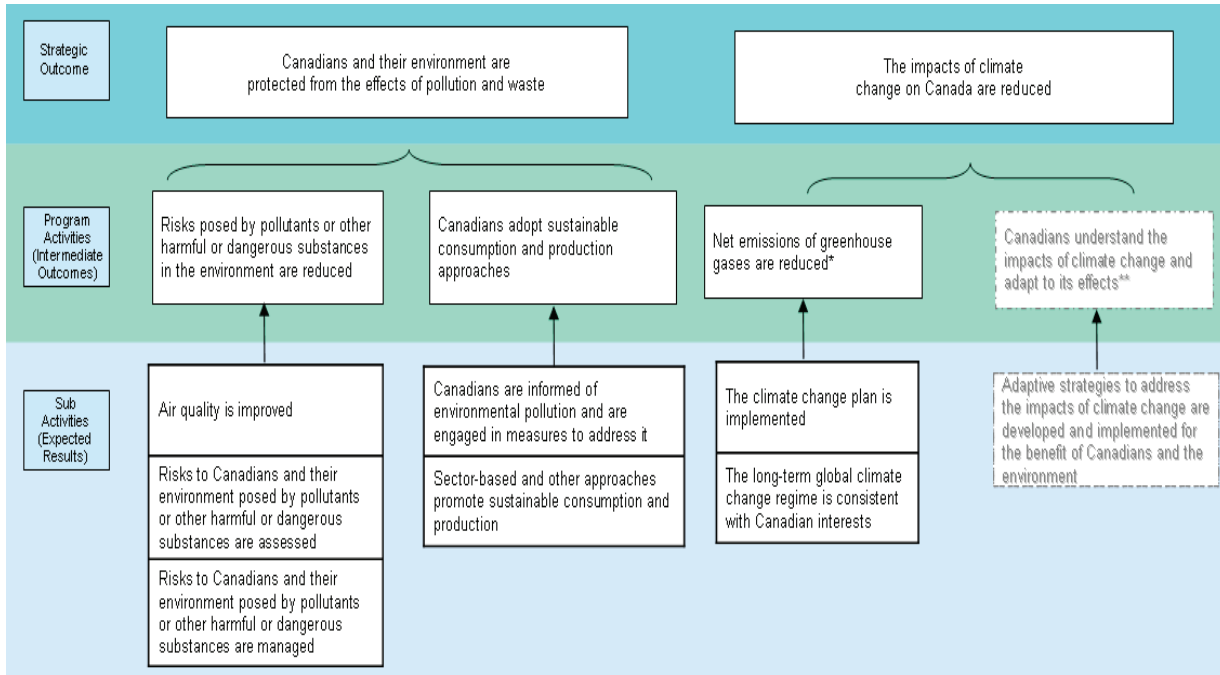 Strategic
Outcome
Canadians and their environment are
protected from the effects of pollution and waste
The impacts of climate
change on Canada are reduced
Program
Activities
(Intermediate
Outcomes)
Risks posed by pollutants or other
harmful or dangerous substances
in the environment are reduced
Canadians adopt sustainable
consumption and production
approaches
Net emissions of greenhouse
gases are reduced*
Canadians understand the
impacts of climate change and
adapt to its effects**
Sub
Activities
(Expected
Results)
Air quality is improved
Risks to Canadians and their
environment posed by pollutants
or other harmful or dangerous
substances are assessed
Risks to Canadians and their
environment posed by pollutants
or other harmful or dangerous
substances are managed
Canadians are informed of
environmental pollution and are
engaged in measures to address it
Sector-based and other approaches
promote sustainable consumption and
production
The climate change plan is
implemented
The long-term global climate
change regime is consistent
with Canadian interests
Adaptive strategies to address
the impacts of climate change are
developed and implemented for
the benefit of Canadians and the
environment